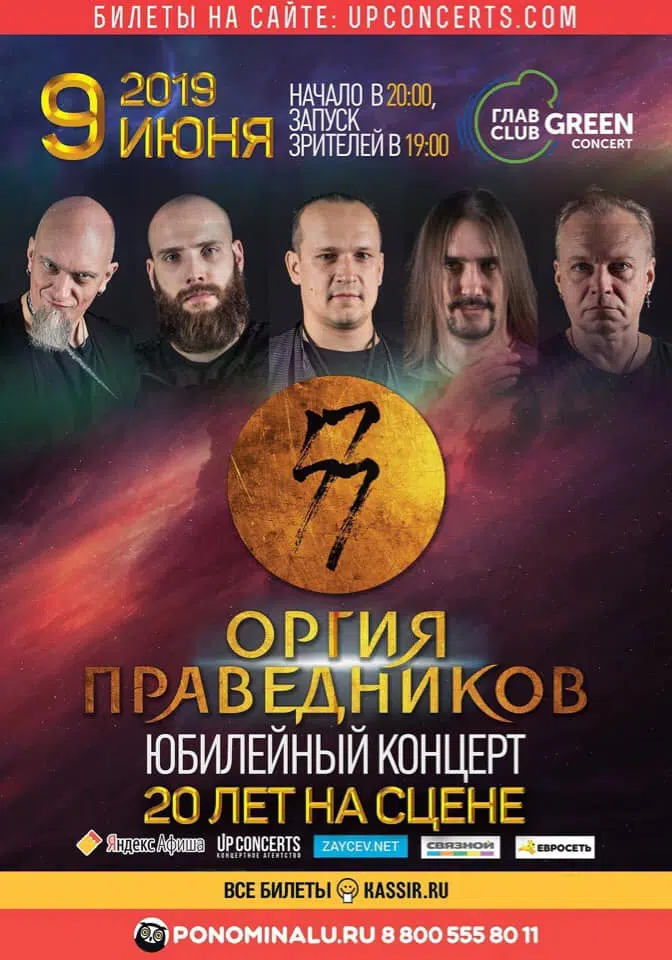 БИЛЕТЫ НА САЙТЕ: UPCONCERTS.COM
9 2019
ИЮНЯ
НАЧАЛО В 20:00,
ЗАПУСК
ЗРИТЕЛЕЙ В 19:00
ГЛАВ
CLUB GREEN
CONCERT
ОРГИЯ
ПРАВЕДНИКОВ
ЮБИЛЕЙНЫЙ КОНЦЕРТ
20 ЛЕТ НА СЦЕНЕ
Яндекс Афиша UP CONCERTS ZAYCEV.NET СВЯЗНОЙ ЕВРОСЕТЬ
КОНЦЕРТНОЕ АГЕНТСТВО
ВСЕ БИЛЕТЫ KASSIR.RU
PONOMINALU.RU 8 800 555 80 11